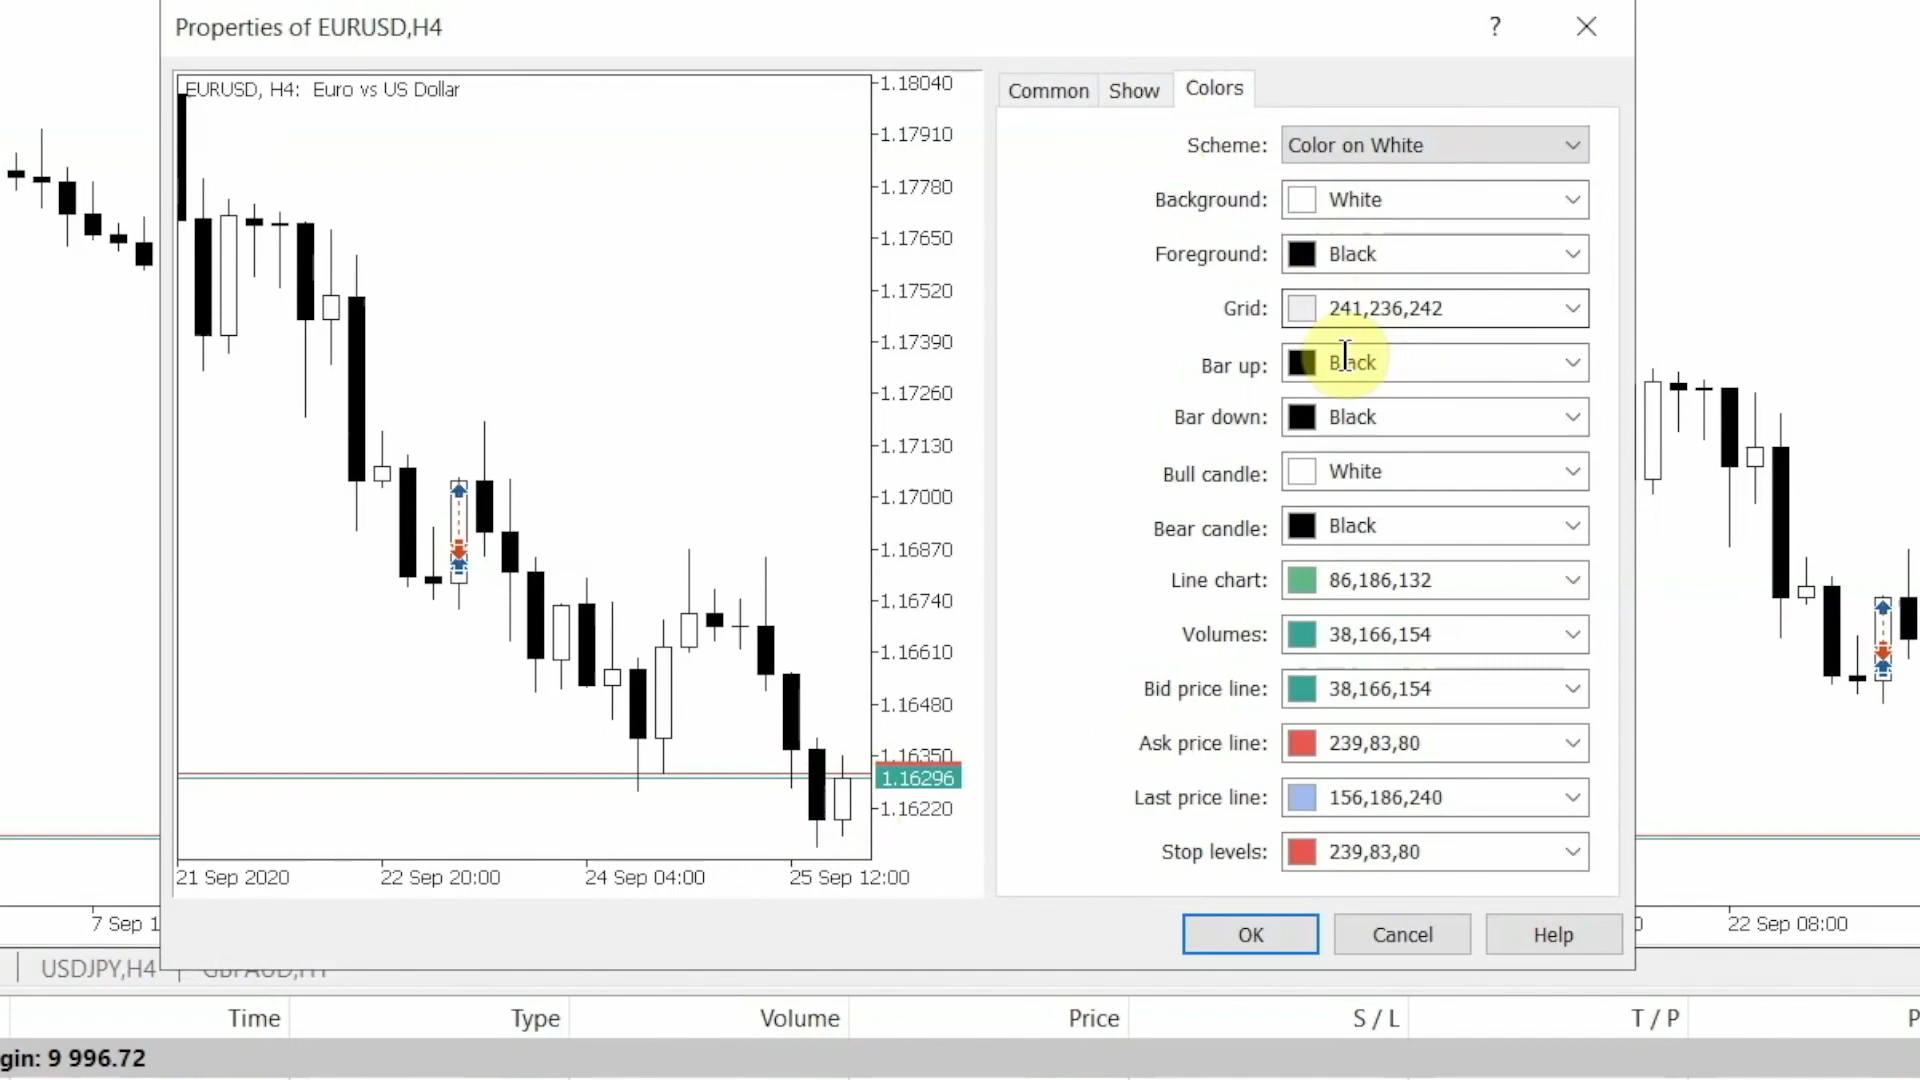 Properties of EURUSD,H4
?
EURUSD, H4: Euro vs US Dollar
1.18040
1.17910
1.17780
1.17650
1.17520
1.17390
1.17260
1.17130
1.17000
1.16870
1.16740
1.16610
1.16480
1.16350
1.16296
1.16220
21 Sep 2020
22 Sep 20:00
24 Sep 04:00
25 Sep 12:00
Common
Show
Colors
Scheme: Color on White
Background: White
Foreground: Black
Grid: 241,236,242
Bar up: Black
Bar down: Black
Bull candle: White
Bear candle: Black
Line chart: 86,186,132
Volumes: 38,166,154
Bid price line: 38,166,154
Ask price line: 239,83,80
Last price line: 156,186,240
Stop levels: 239,83,80
OK
Cancel
Help
7 Sep 1
0
22 Sep 08:00
USDJPY,H4
GBPAUD,H1
Time
Type
Volume
Price
S / L
T / P
P
gin: 9 996.72